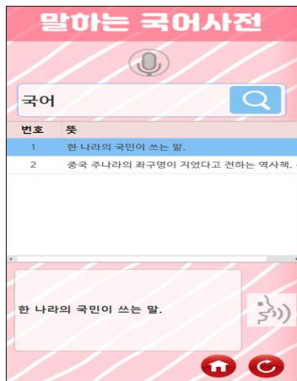 말하는 국어사전
국어
번호 뜻
1 한 나라의 국민이 쓰는 말.
2 중국 주나라의 좌구명이 지었다고 전하는 역사책.
한 나라의 국민이 쓰는 말.